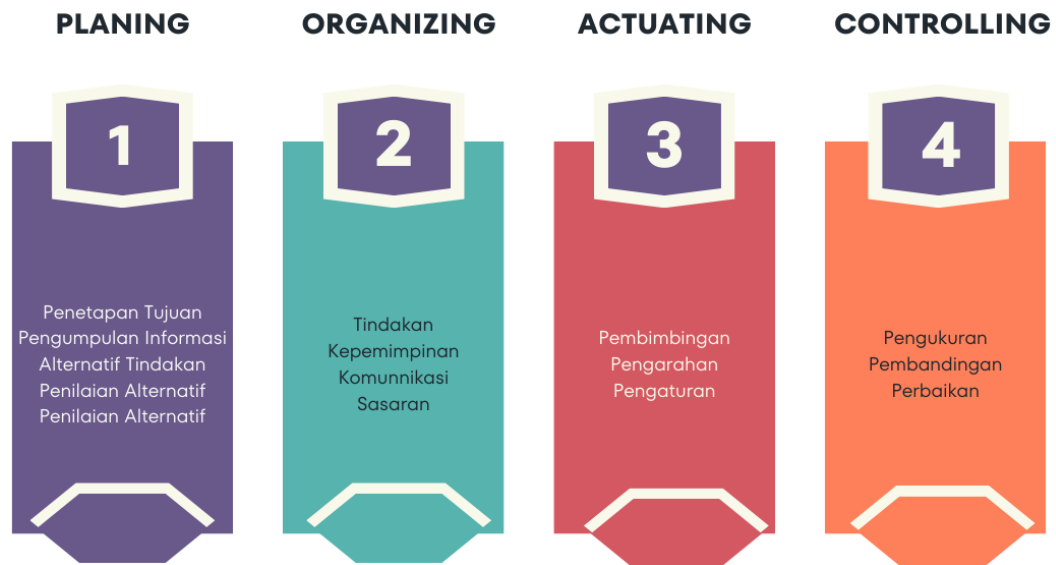 PLANING
ORGANIZING
ACTUATING
CONTROLLING
1
Penetapan Tujuan
Pengumpulan Informasi
Alternatif Tindakan
Penilaian Alternatif
Penilaian Alternatif
2
Tindakan
Kepemimpinan
Komunnikasi
Sasaran
3
Pembimbingan
Pengarahan
Pengaturan
4
Pengukuran
Pembandingan
Perbaikan